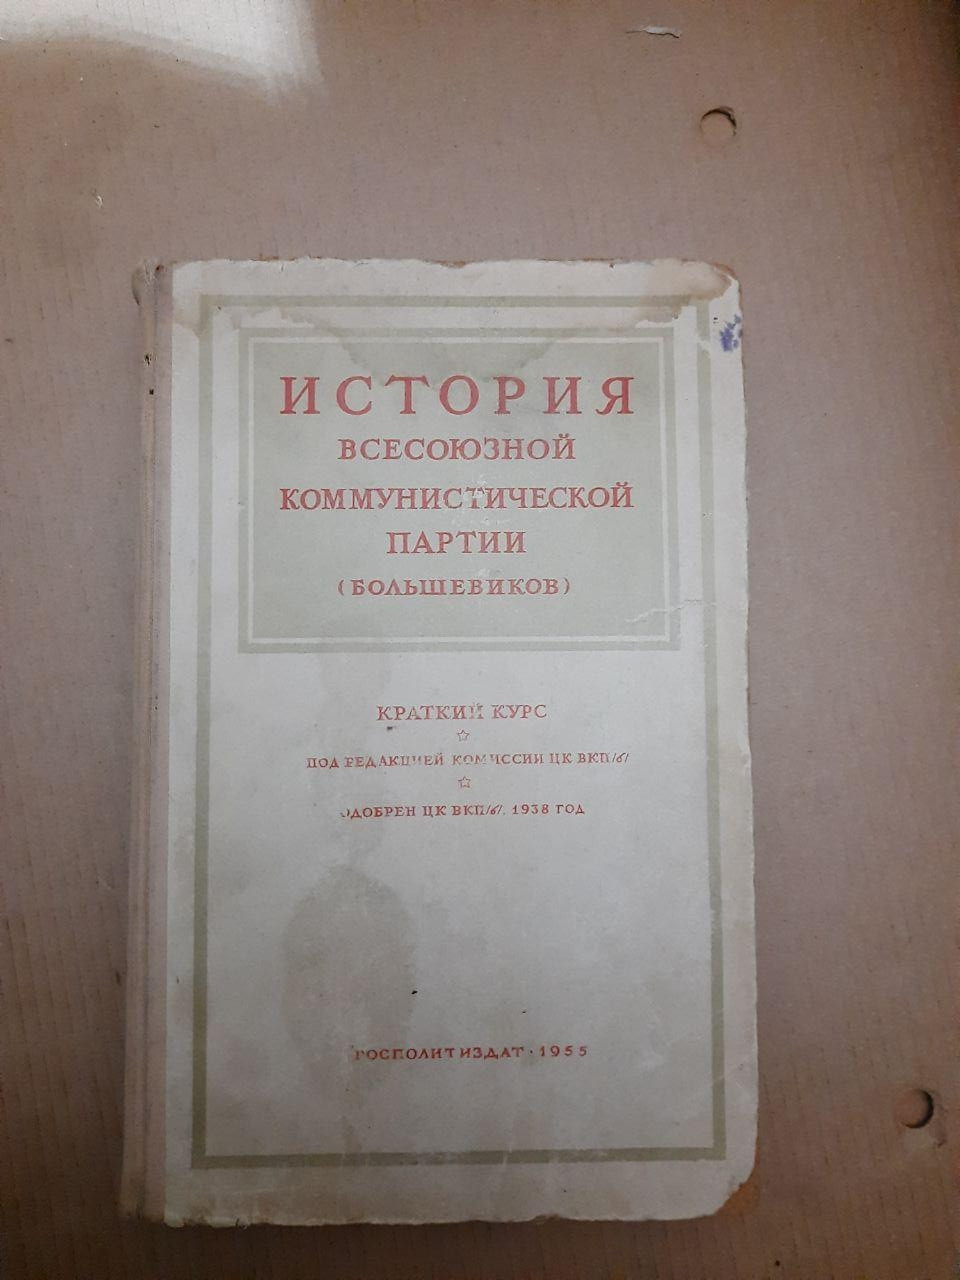 ИСТОРИЯ
ВСЕСОЮЗНОЙ
КОММУНИСТИЧЕСКОЙ
ПАРТИИ
(БОЛЬШЕВИКОВ)
КРАТКИЙ КУРС
ПОД РЕДАКЦИЕЙ КОМИССИИ ЦК ВКП/б/
ОДОБРЕН ЦК ВКП/б/. 1938 ГОД
ГОСПОЛИТИЗДАТ · 1955